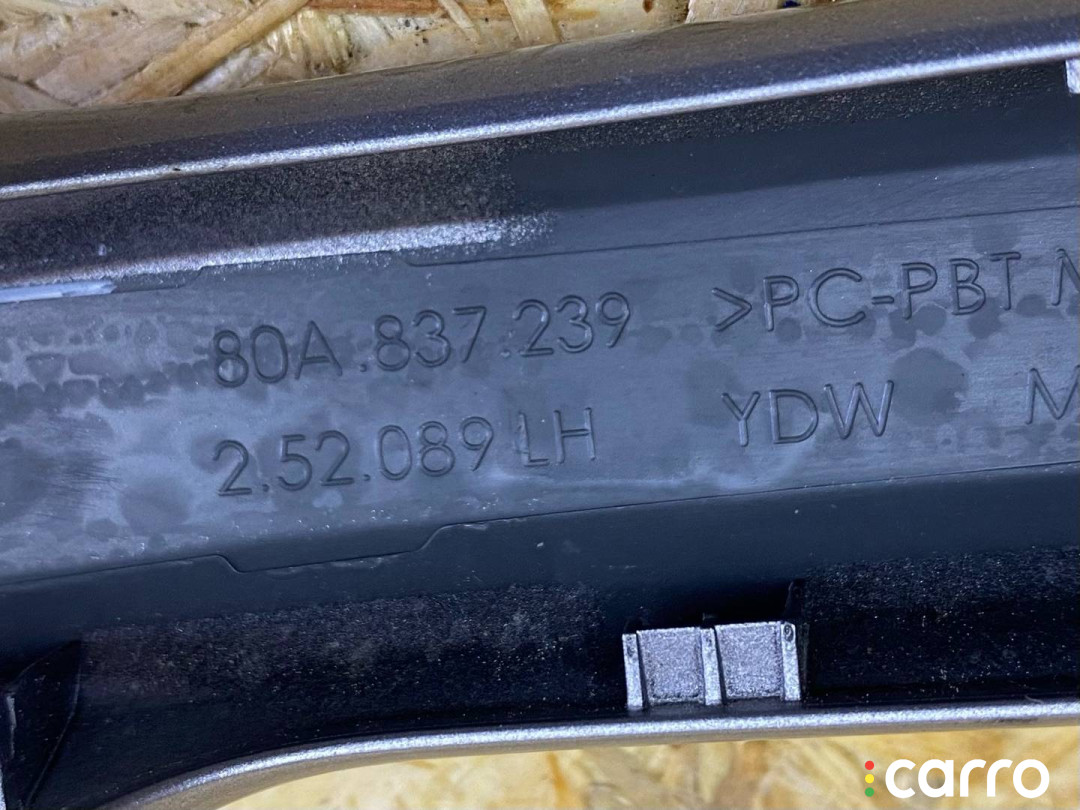 80A.837.239 >PC-PBT M
2.52.089 LH YDW M
carro